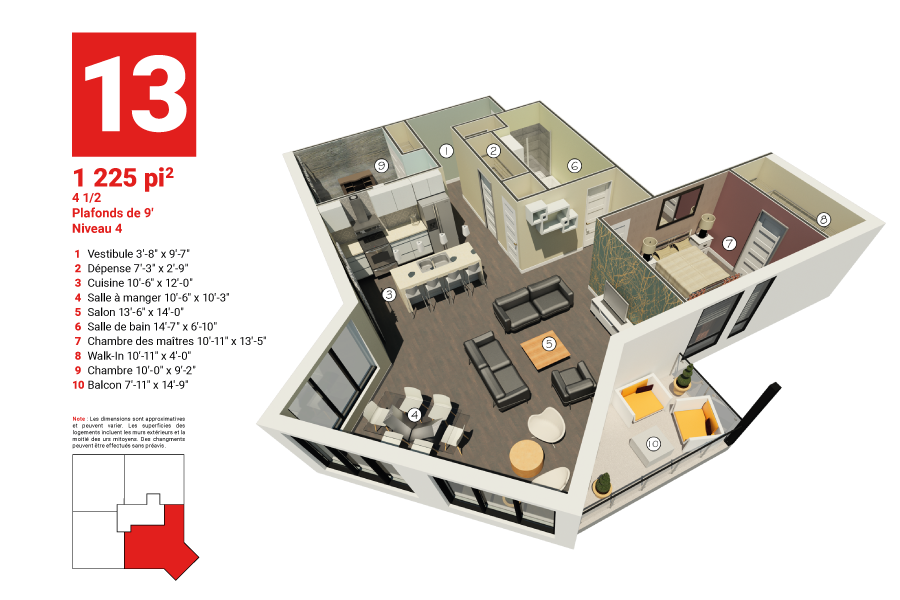 13
1 225 pi²
4 1/2
Plafonds de 9'
Niveau 4
1 Vestibule 3'-8" x 9'-7"
2 Dépense 7'-3" x 2'-9"
3 Cuisine 10'-6" x 12'-0"
4 Salle à manger 10'-6" x 10'-3"
5 Salon 13'-6" x 14'-0"
6 Salle de bain 14'-7" x 6'-10"
7 Chambre des maîtres 10'-11" x 13'-5"
8 Walk-In 10'-11" x 4'-0"
9 Chambre 10'-0" x 9'-2"
10 Balcon 7'-11" x 14'-9"
Note : Les dimensions sont approximatives
et peuvent varier. Les superficies des
logements incluent les murs extérieurs et la
moitié des urs mitoyens. Des changments
peuvent être effectués sans préavis.
1
2
9
6
8
7
3
5
4
10